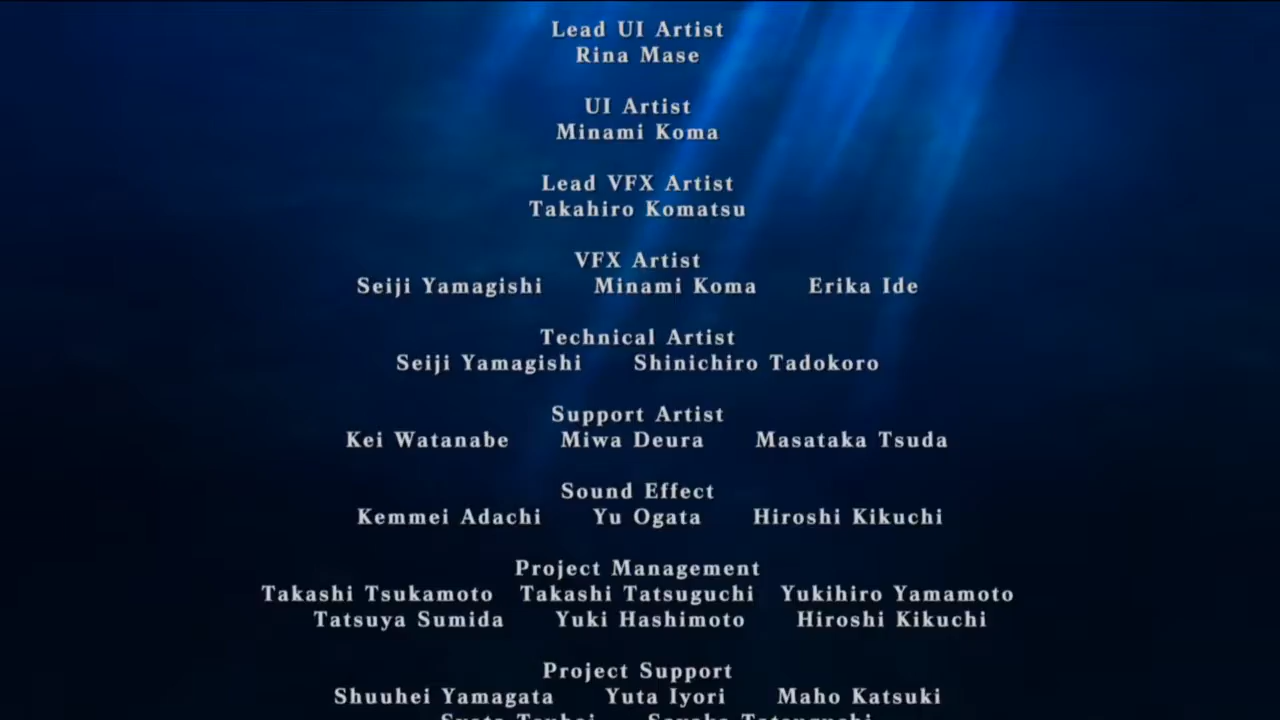 Lead UI Artist
Rina Mase
UI Artist
Minami Koma
Lead VFX Artist
Takahiro Komatsu
VFX Artist
Seiji Yamagishi Minami Koma Erika Ide
Technical Artist
Seiji Yamagishi Shinichiro Tadokoro
Support Artist
Kei Watanabe Miwa Deura Masataka Tsuda
Sound Effect
Kemmei Adachi Yu Ogata Hiroshi Kikuchi
Project Management
Takashi Tsukamoto Takashi Tatsuguchi Yukihiro Yamamoto
Tatsuya Sumida Yuki Hashimoto Hiroshi Kikuchi
Project Support
Shuuhei Yamagata Yuta Iyori Maho Katsuki